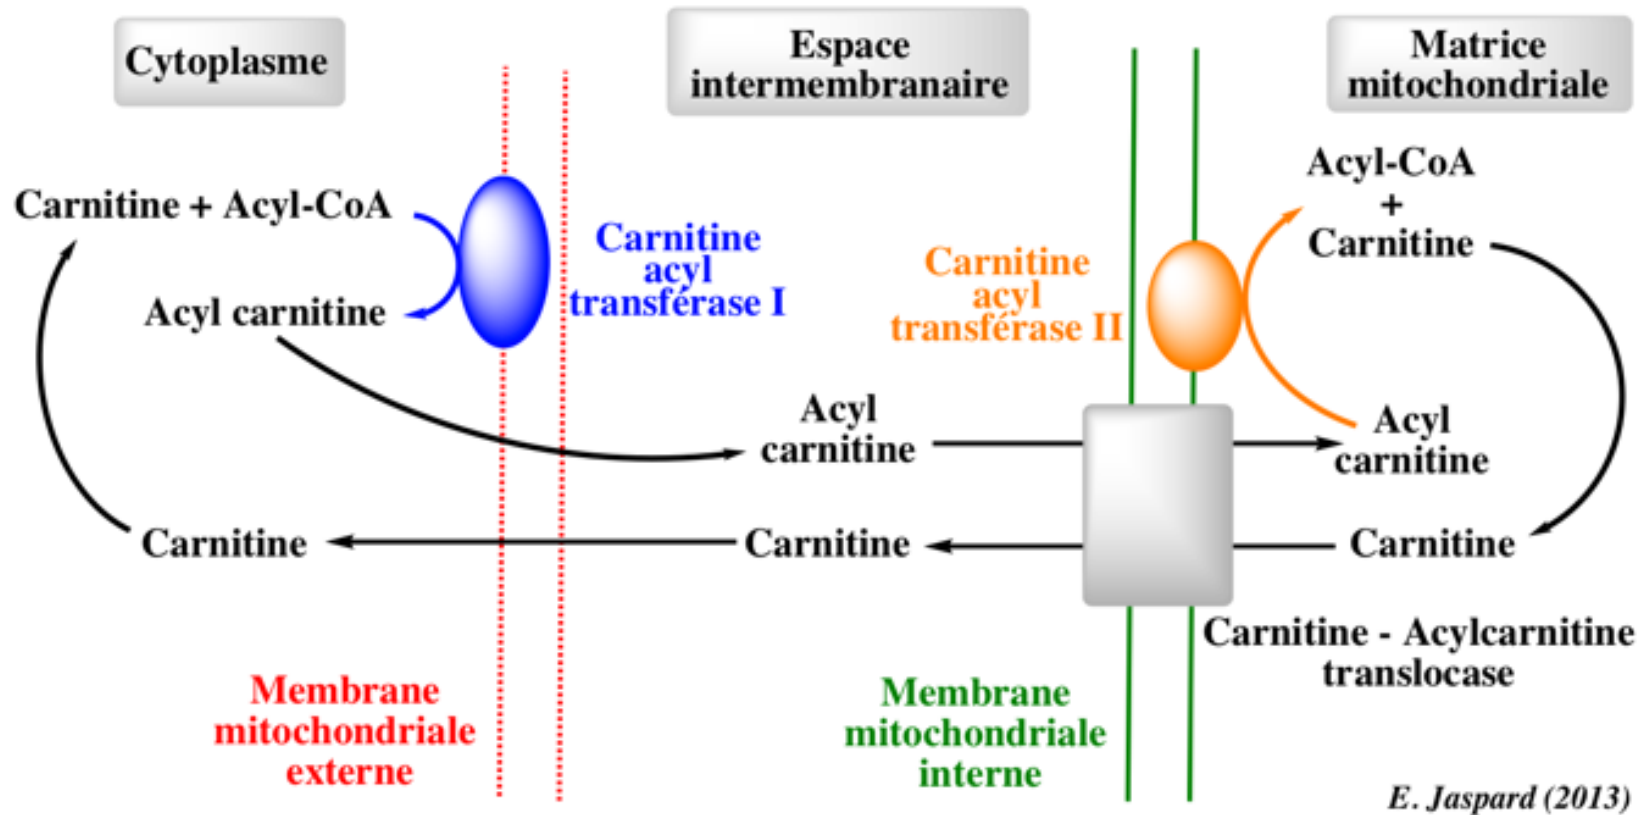 Cytoplasme
Espace
intermembranaire
Matrice
mitochondriale
Carnitine + Acyl-CoA
Acyl carnitine
Carnitine
acyl
transférase I
Carnitine
acyl
transférase II
Acyl-CoA
+
Carnitine
Acyl
carnitine
Acyl
carnitine
Carnitine
Carnitine
Carnitine
Carnitine - Acylcarnitine
translocase
Membrane
mitochondriale
externe
Membrane
mitochondriale
interne
E. Jaspard (2013)